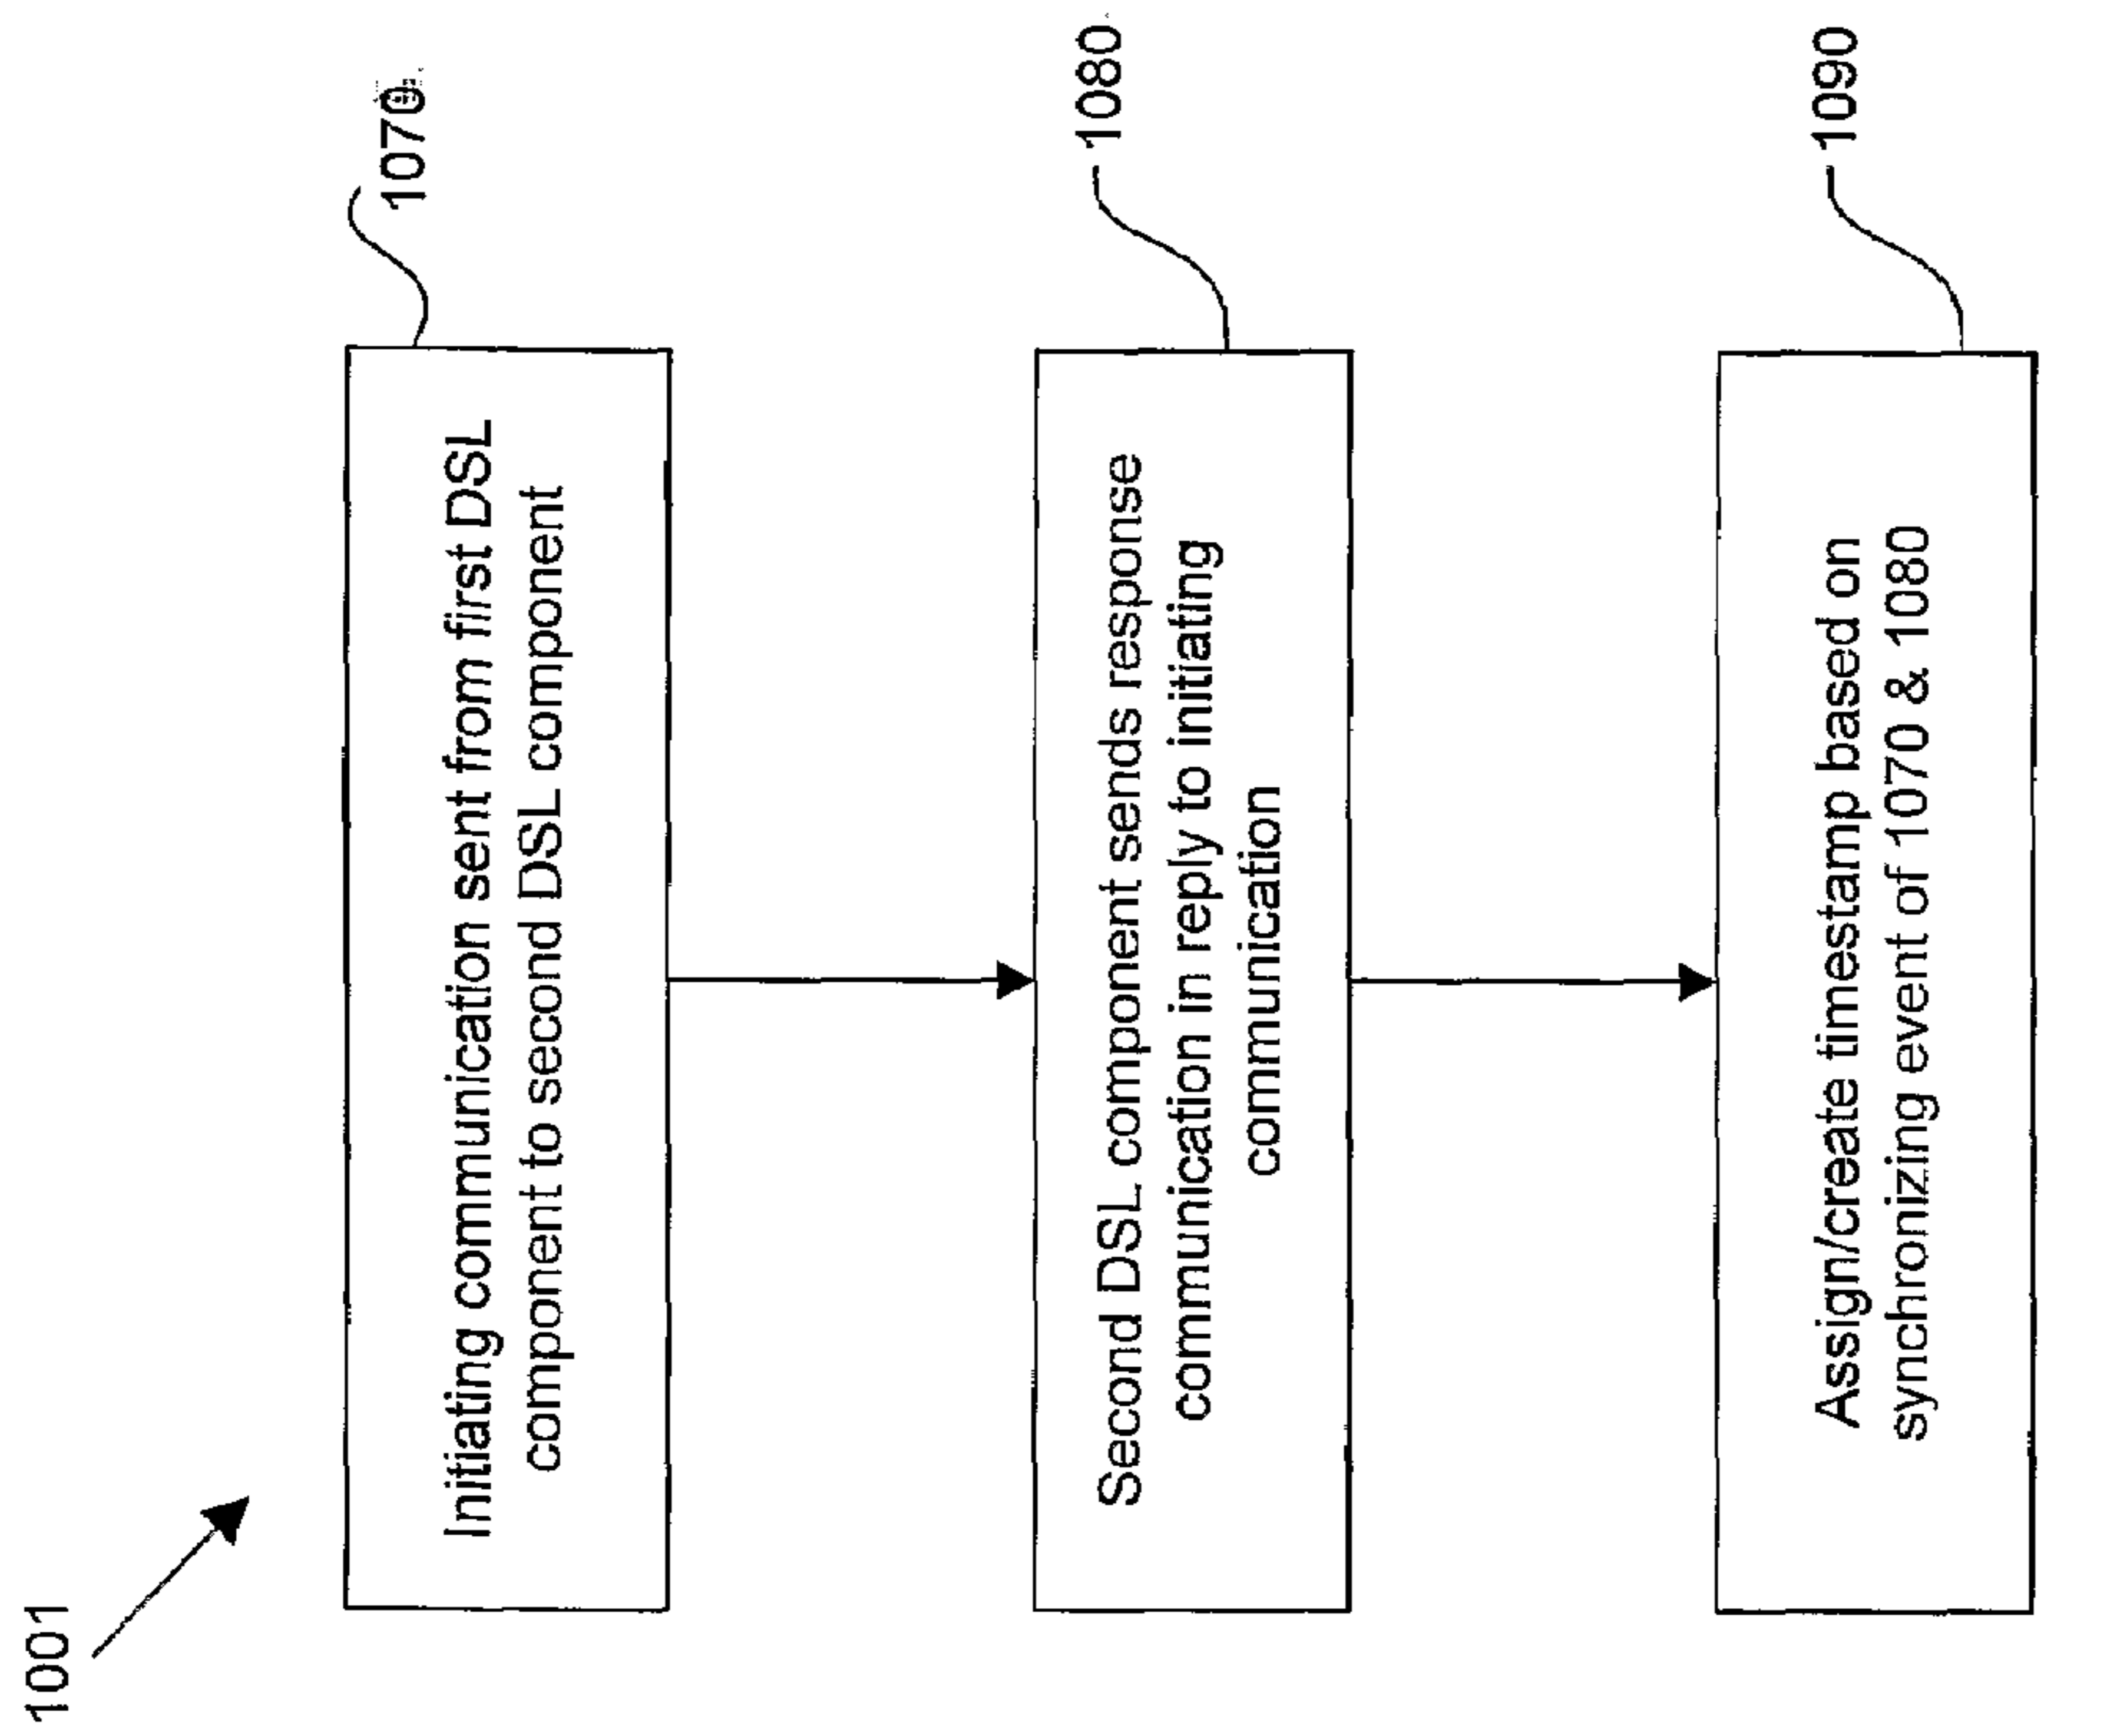 1001
Initiating communication sent from first DSL
component to second DSL component
1070
Second DSL component sends response
communication in reply to initiating
communication
1080
Assign/create timestamp based on
synchronizing event of 1070 & 1080
1090